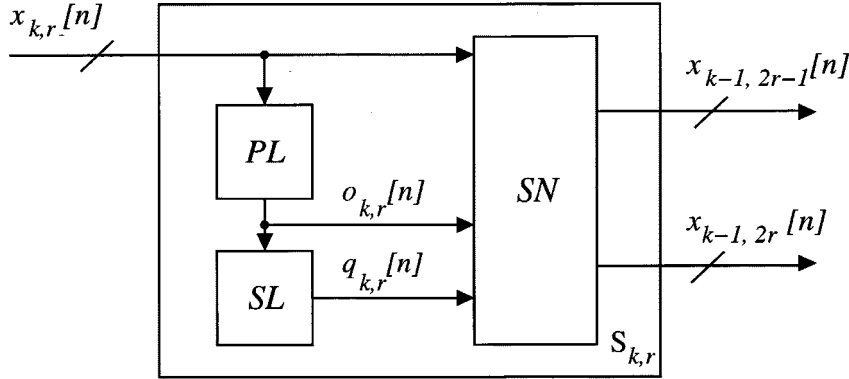 x_{k,r}[n]
x_{k-1, 2r-1}[n]
PL
SN
o_{k,r}[n]
x_{k-1, 2r}[n]
q_{k,r}[n]
SL
S_{k,r}